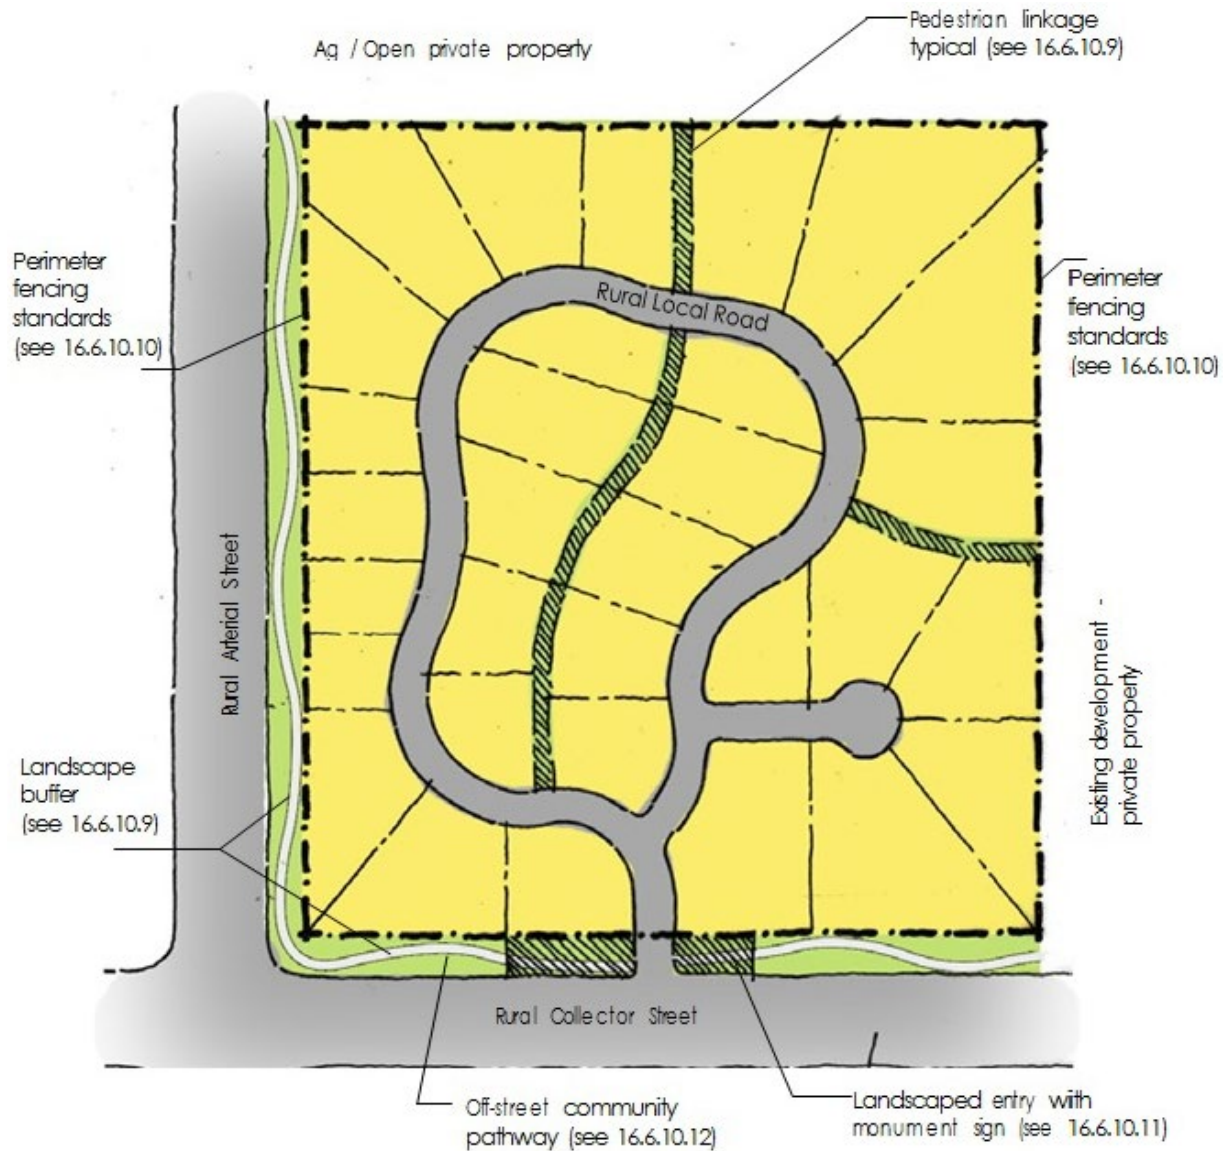 Pedestrian linkage
typical (see 16.6.10.9)
Ag / Open private property
Perimeter
fencing
standards
(see 16.6.10.10)
Rural Local Road
Perimeter
fencing
standards
(see 16.6.10.10)
Rural Arterial Street
Existing development -
private property
Landscape
buffer
(see 16.6.10.9)
Rural Collector Street
Off-street community
pathway (see 16.6.10.12)
Landscaped entry with
monument sign (see 16.6.10.11)